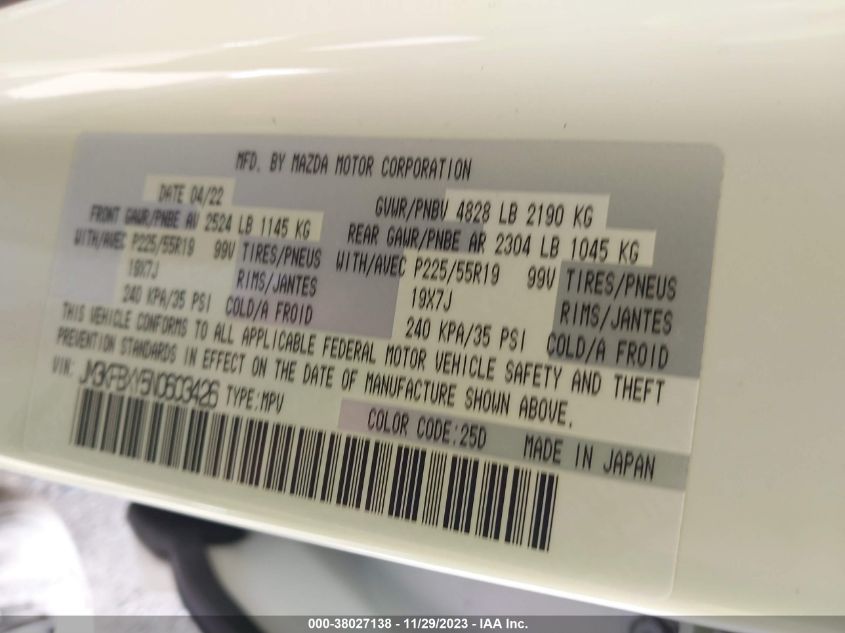 MFD. BY MAZDA MOTOR CORPORATION
DATE 04/22 GVWR/PNBV 4828 LB 2190 KG
FRONT GAWR/PNBE AV 2524 LB 1145 KG REAR GAWR/PNBE AR 2304 LB 1045 KG
WITH/AVEC P225/55R19 99V TIRES/PNEUS WITH/AVEC P225/55R19 99V TIRES/PNEUS
19X7J RIMS/JANTES 19X7J RIMS/JANTES
240 KPA/35 PSI COLD/A FROID 240 KPA/35 PSI COLD/A FROID
THIS VEHICLE CONFORMS TO ALL APPLICABLE FEDERAL MOTOR VEHICLE SAFETY AND THEFT
PREVENTION STANDARDS IN EFFECT ON THE DATE OF MANUFACTURE SHOWN ABOVE.
VIN: JM3KFBXY5N0603426 TYPE:MPV
COLOR CODE:25D MADE IN JAPAN
000-38027138 - 11/29/2023 - IAA Inc.